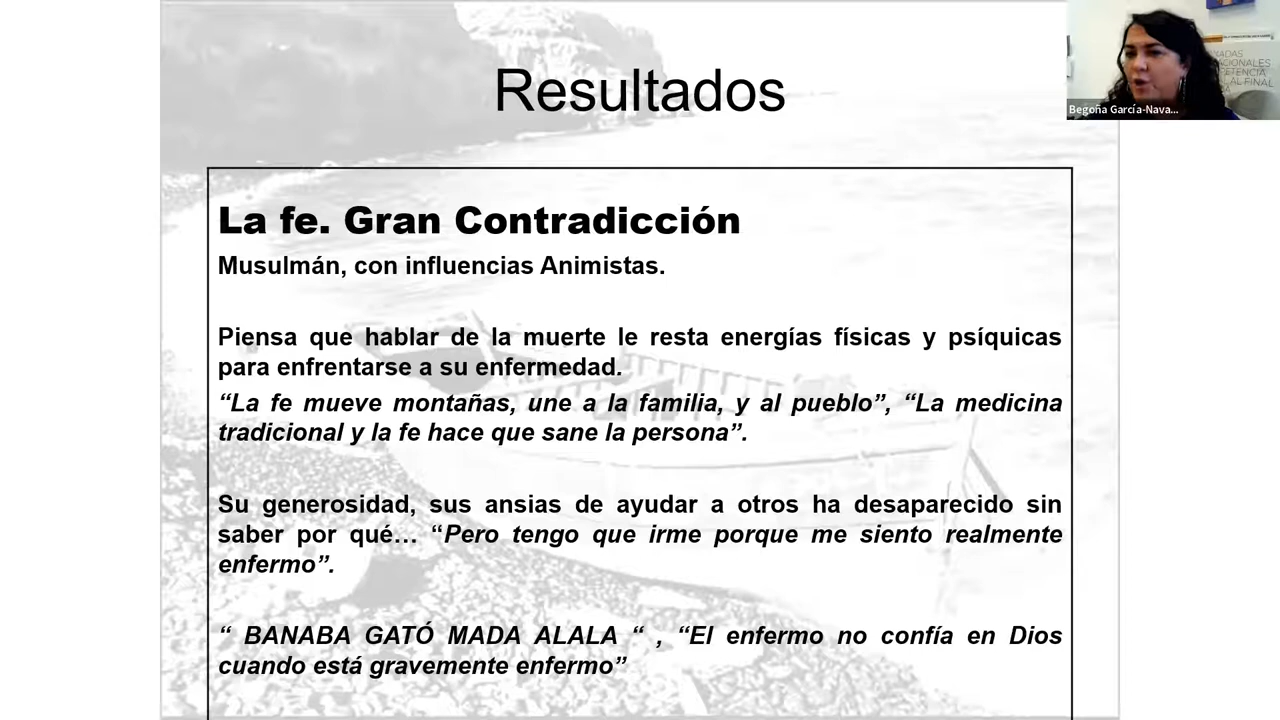 Resultados
La fe. Gran Contradicción
Musulmán, con influencias Animistas.
Piensa que hablar de la muerte le resta energías físicas y psíquicas
para enfrentarse a su enfermedad.
“La fe mueve montañas, une a la familia, y al pueblo”, “La medicina
tradicional y la fe hace que sane la persona”.
Su generosidad, sus ansias de ayudar a otros ha desaparecido sin
saber por qué… “Pero tengo que irme porque me siento realmente
enfermo”.
“ BANABA GATÓ MADA ALALA “ , “El enfermo no confía en Dios
cuando está gravemente enfermo”
Begoña García-Nava...